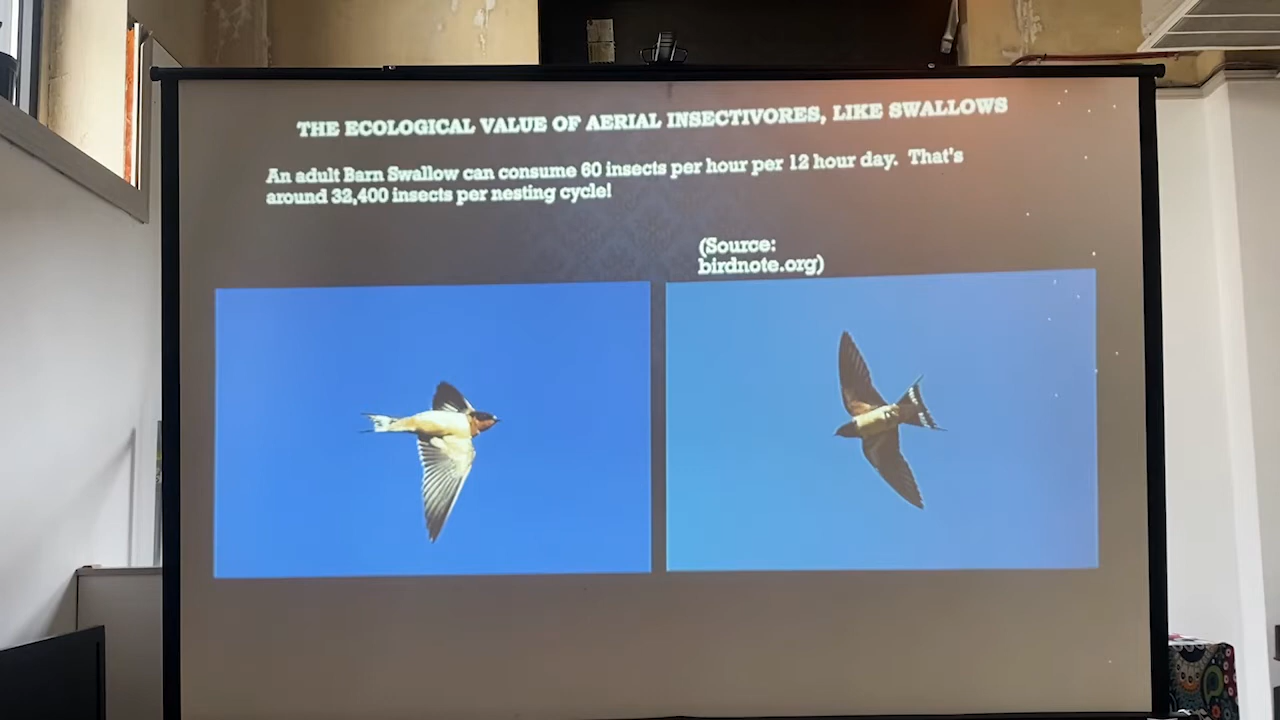 THE ECOLOGICAL VALUE OF AERIAL INSECTIVORES, LIKE SWALLOWS
An adult Barn Swallow can consume 60 insects per hour per 12 hour day. That's
around 32,400 insects per nesting cycle!
(Source:
birdnote.org)